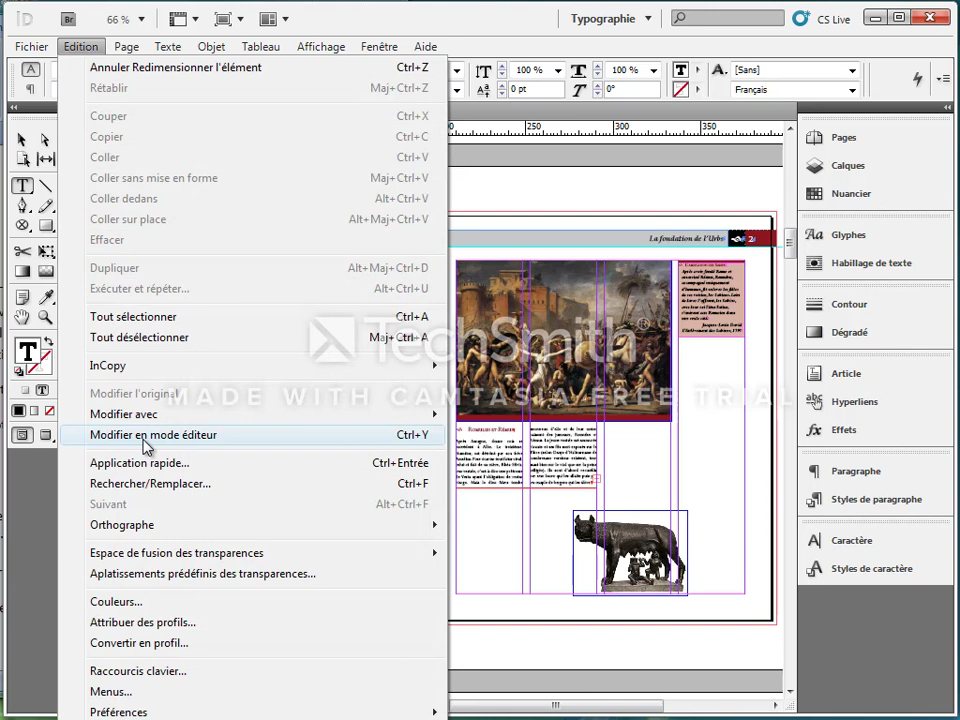 iD Br 66 % Typographie CS Live
Fichier Edition Page Texte Objet Tableau Affichage Fenêtre Aide
A T 100 % T 100 % T A. [Sans]
0 pt T 0° Français
Annuler Redimensionner l'élément Ctrl+Z
Rétablir Maj+Ctrl+Z
Couper Ctrl+X
Copier Ctrl+C
Coller Ctrl+V
Coller sans mise en forme Maj+Ctrl+V
Coller dedans Alt+Ctrl+V
Coller sur place Alt+Maj+Ctrl+V
Effacer
Dupliquer Alt+Maj+Ctrl+D
Exécuter et répéter... Alt+Ctrl+U
Tout sélectionner Ctrl+A
Tout désélectionner Maj+Ctrl+A
InCopy
Modifier l'original
Modifier avec
Modifier en mode éditeur Ctrl+Y
Application rapide... Ctrl+Entrée
Rechercher/Remplacer... Ctrl+F
Suivant Alt+Ctrl+F
Orthographe
Espace de fusion des transparences
Aplatissements prédéfinis des transparences...
Couleurs...
Attribuer des profils...
Convertir en profil...
Raccourcis clavier...
Menus...
Préférences
250 300 350
La fondation de l'Urbs 2
TechSmith®
MADE WITH CAMTASIA FREE TRIAL
Pages
Calques
Nuancier
Glyphes
Habillage de texte
Contour
Dégradé
Article
Hyperliens
Effets
Paragraphe
Styles de paragraphe
Caractère
Styles de caractère